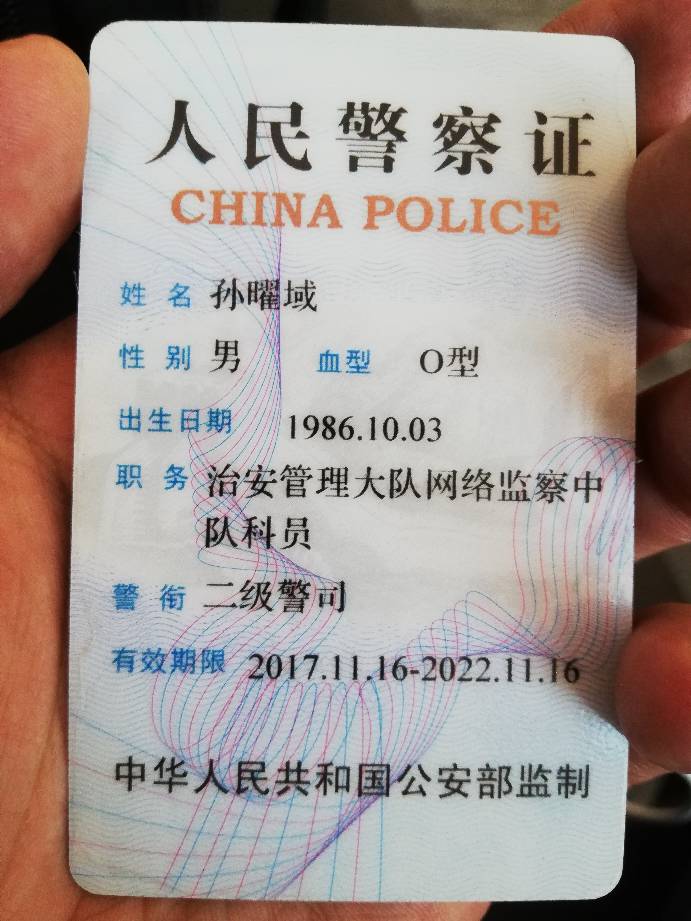 人民警察证
CHINA POLICE
姓 名 孙曜域
性 别 男 血型 O型
出生日期 1986.10.03
职 务 治安管理大队网络监察中
队科员
警 衔 二级警司
有效期限 2017.11.16-2022.11.16
中华人民共和国公安部监制